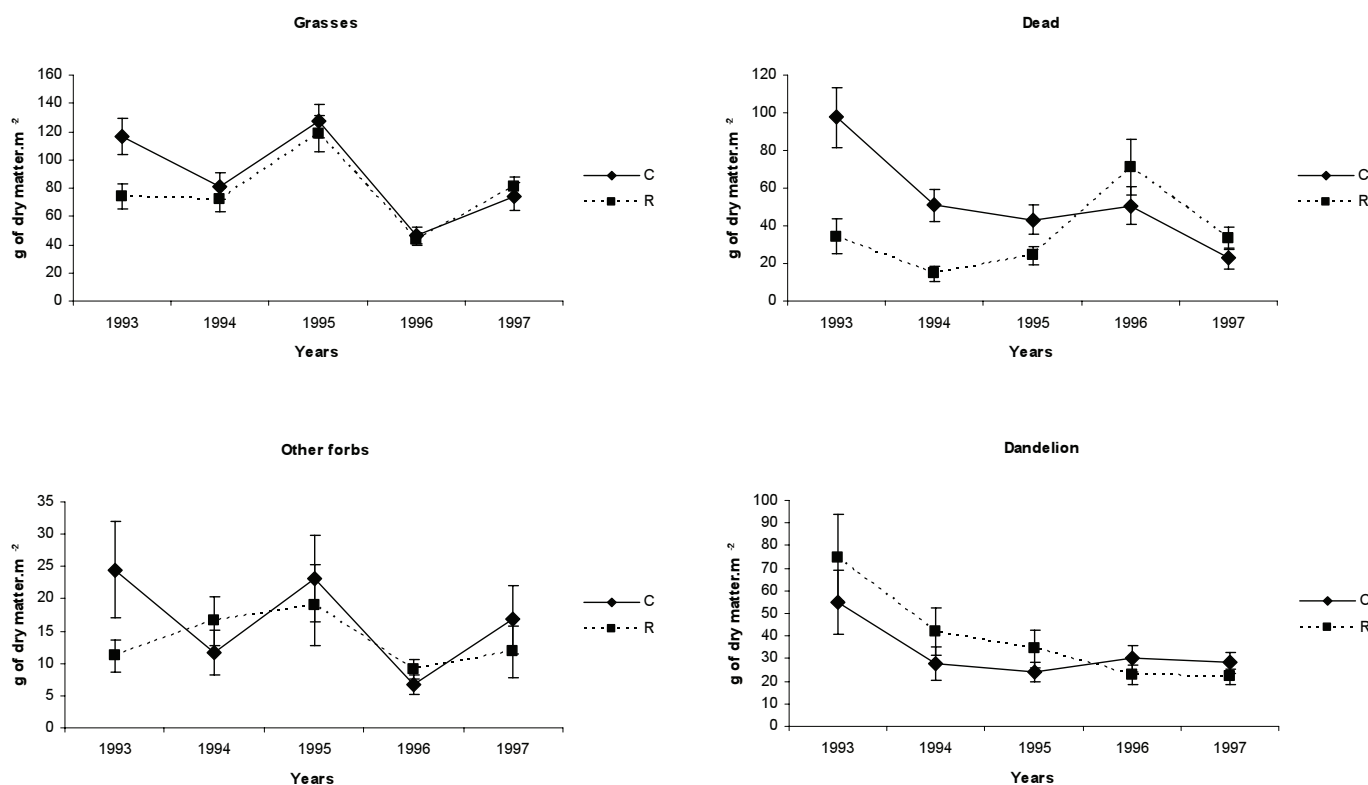 Grasses
g of dry matter.m -2
160
140
120
100
80
60
40
20
0
1993 1994 1995 1996 1997
Years
C
R
Dead
g of dry matter.m -2
120
100
80
60
40
20
0
1993 1994 1995 1996 1997
Years
C
R
Other forbs
g of dry matter.m -2
35
30
25
20
15
10
5
0
1993 1994 1995 1996 1997
Years
C
R
Dandelion
g of dry matter.m -2
100
90
80
70
60
50
40
30
20
10
0
1993 1994 1995 1996 1997
Years
C
R